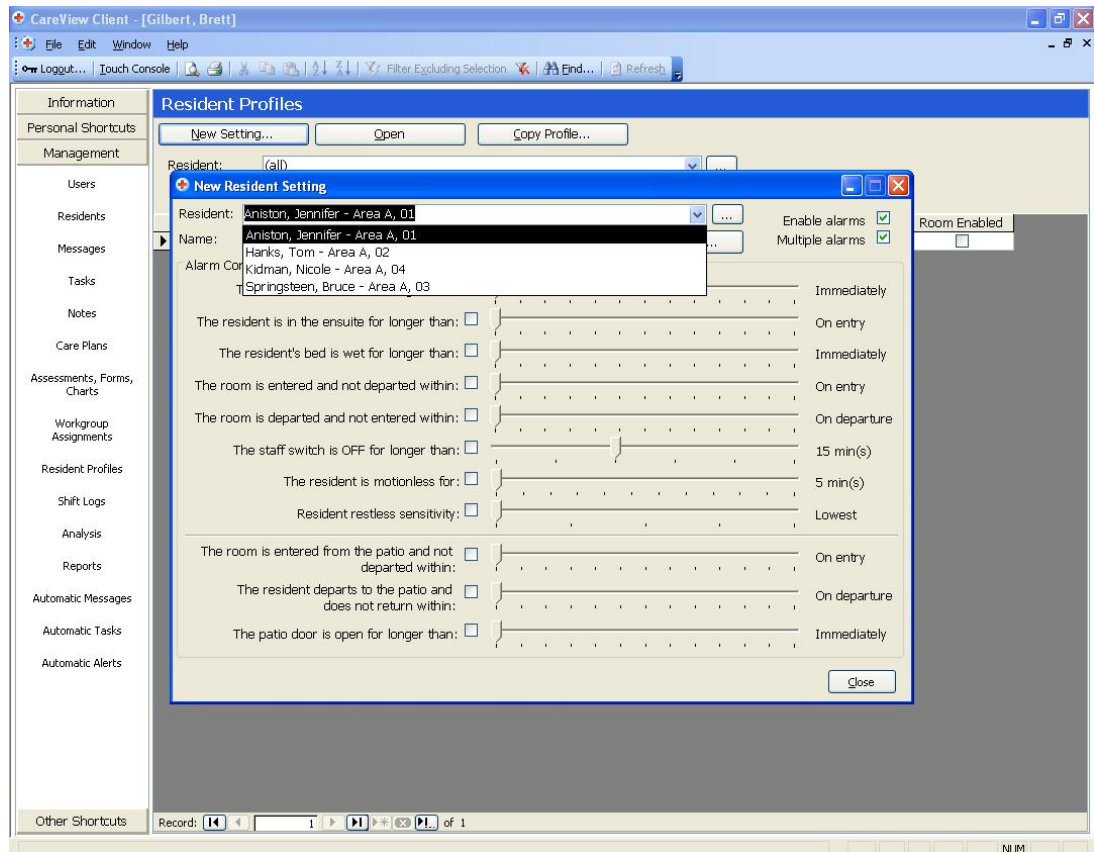 CareView Client - [Gilbert, Brett]
File Edit Window Help
Loggut... Touch Console Filter Excluding Selection Find... Refresh
Information
Personal Shortcuts
Management
Users
Residents
Messages
Tasks
Notes
Care Plans
Assessments, Forms,
Charts
Workgroup
Assignments
Resident Profiles
Shift Logs
Analysis
Reports
Automatic Messages
Automatic Tasks
Automatic Alerts
Other Shortcuts
Resident Profiles
New Setting... Open Copy Profile...
Resident: (all) ...
Room Enabled
New Resident Setting
Resident: Aniston, Jennifer - Area A, 01 ... Enable alarms
Name: ... Multiple alarms
Aniston, Jennifer - Area A, 01
Hanks, Tom - Area A, 02
Kidman, Nicole - Area A, 04
Springsteen, Bruce - Area A, 03
Alarm Con
T Immediately
The resident is in the ensuite for longer than: On entry
The resident's bed is wet for longer than: Immediately
The room is entered and not departed within: On entry
The room is departed and not entered within: On departure
The staff switch is OFF for longer than: 15 min(s)
The resident is motionless for: 5 min(s)
Resident restless sensitivity: Lowest
The room is entered from the patio and not
departed within: On entry
The resident departs to the patio and
does not return within: On departure
The patio door is open for longer than: Immediately
Close
Record: 1 of 1
NUM